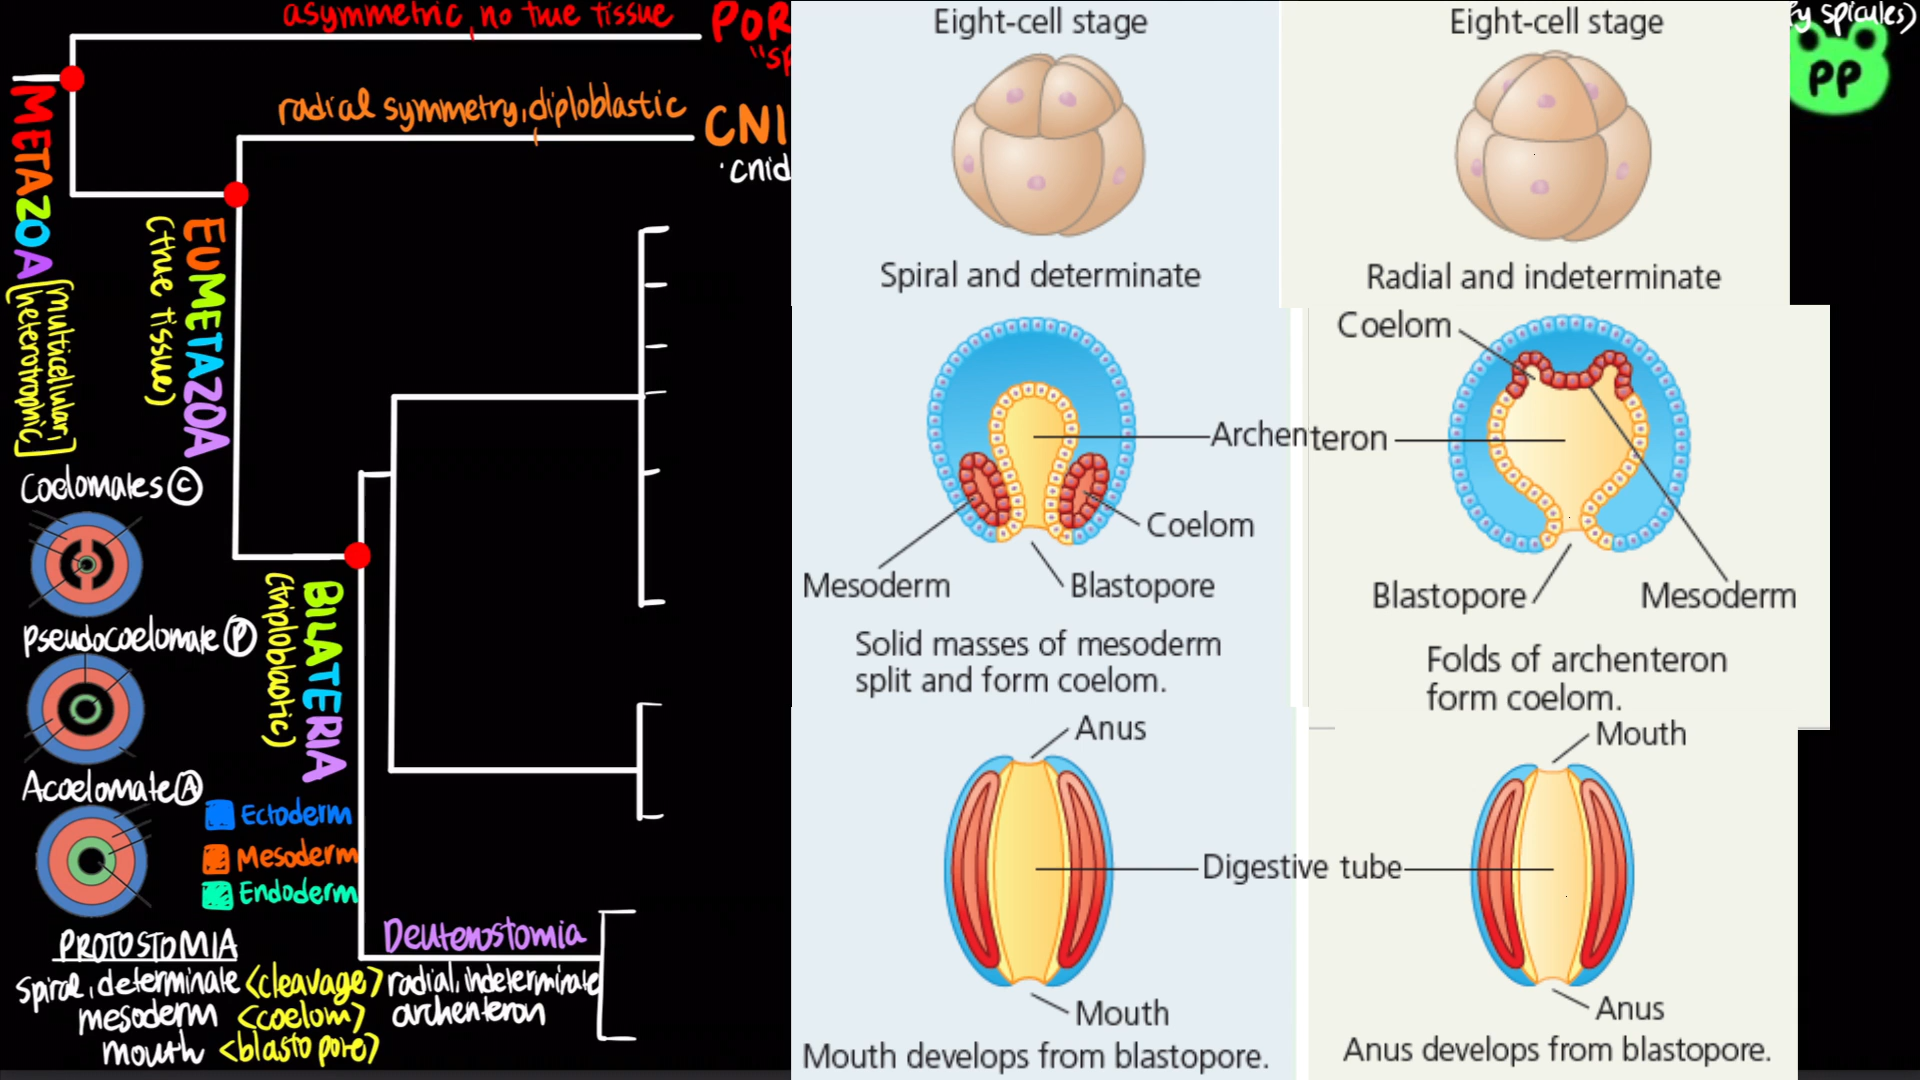 asymmetric, no true tissue
POR
"sp
radial symmetry, diploblastic
CNI
·cnid
METAZOA
[multicellular,
heterotrophic]
EUMETAZOA
(true tissue)
Coelomates Ⓒ
Pseudocoelomate Ⓟ
Acoelomate Ⓐ
BILATERIA
(triploblaotic)
Ectoderm
Mesoderm
Endoderm
PROTOSTOMIA
Deuterostomia
spiral, determinate <cleavage> radial, indeterminate
mesoderm <coelom> archenteron
mouth <blasto pore>
Eight-cell stage
Spiral and determinate
Eight-cell stage
Radial and indeterminate
Archenteron
Coelom
Mesoderm
Blastopore
Solid masses of mesoderm
split and form coelom.
Coelom
Blastopore
Mesoderm
Folds of archenteron
form coelom.
Anus
Digestive tube
Mouth
Mouth develops from blastopore.
Mouth
Anus
Anus develops from blastopore.
y spicules)
PP